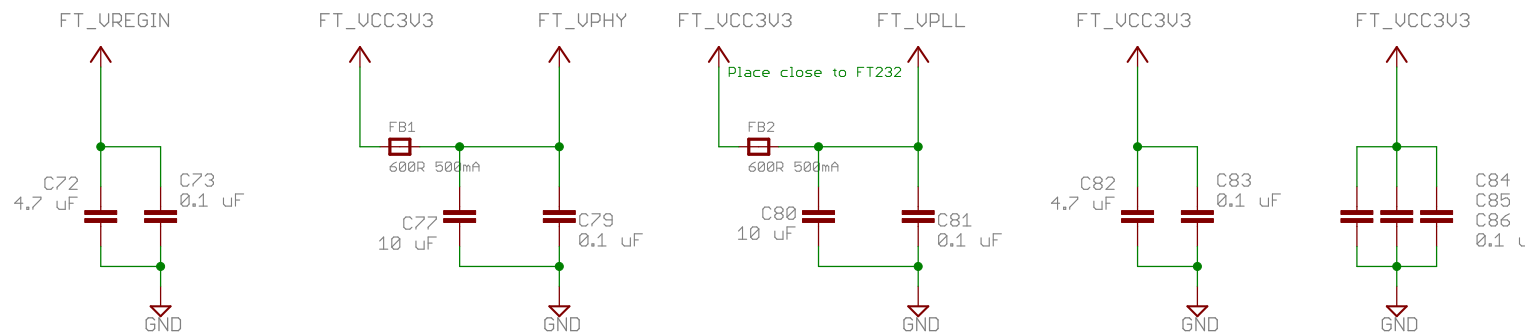 FT_VREGIN
FT_VCC3V3
FT_VPHY
FT_VCC3V3
FT_VPLL
FT_VCC3V3
FT_VCC3V3
Place close to FT232
FB1
600R 500mA
FB2
600R 500mA
C72
4.7 uF
C73
0.1 uF
C77
10 uF
C79
0.1 uF
C80
10 uF
C81
0.1 uF
C82
4.7 uF
C83
0.1 uF
C84
C85
C86
0.1 u
GND
GND
GND
GND
GND